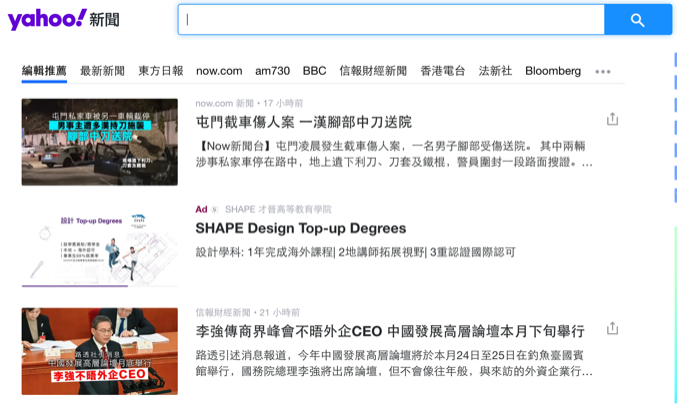 yahoo! 新聞
編輯推薦 最新新聞 東方日報 now.com am730 BBC 信報財經新聞 香港電台 法新社 Bloomberg
now.com 新聞・17 小時前
屯門截車傷人案 一漢腳部中刀送院
【Now新聞台】屯門凌晨發生截車傷人案，一名男子腳部受傷送院。 其中兩輛
涉事私家車停在路中，地上遺下利刀、刀套及鐵棍，警員圍封一段路面搜證。...
屯門私家車被另一車輛截停
男事主遭多漢持刀施襲
腳部中刀送院
Ad SHAPE 才晉高等教育學院
SHAPE Design Top-up Degrees
設計學科: 1年完成海外課程| 2地講師拓展視野| 3重認證國際認可
設計 Top-up Degrees
信報財經新聞・21 小時前
李強傳商界峰會不晤外企CEO 中國發展高層論壇本月下旬舉行
路透引述消息報道，今年中國發展高層論壇將於本月24日至25日在釣魚臺國賓
館舉行，國務院總理李強將出席論壇，但不會像往年般，與來訪的外資企業行...
路透社引消息
中國發展高層論壇月底舉行
李強不晤外企CEO